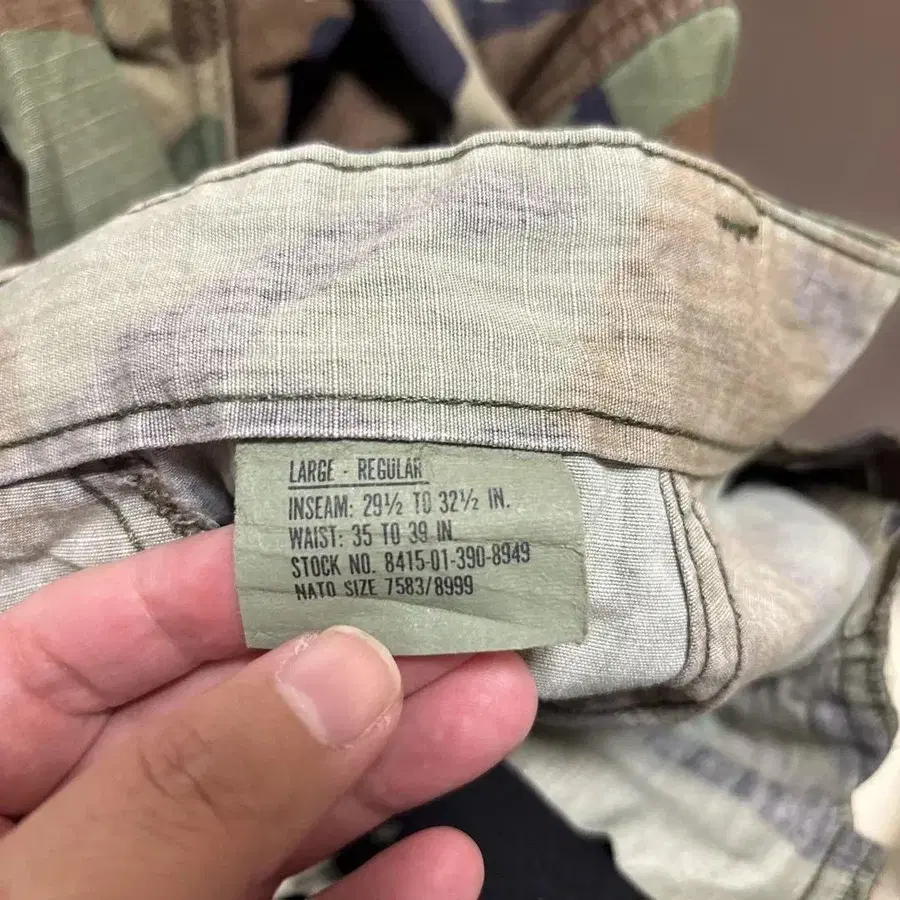 LARGE - REGULAR
INSEAM: 29½ TO 32½ IN.
WAIST: 35 TO 39 IN
STOCK NO. 8415-01-390-8949
NATO SIZE 7583/8999